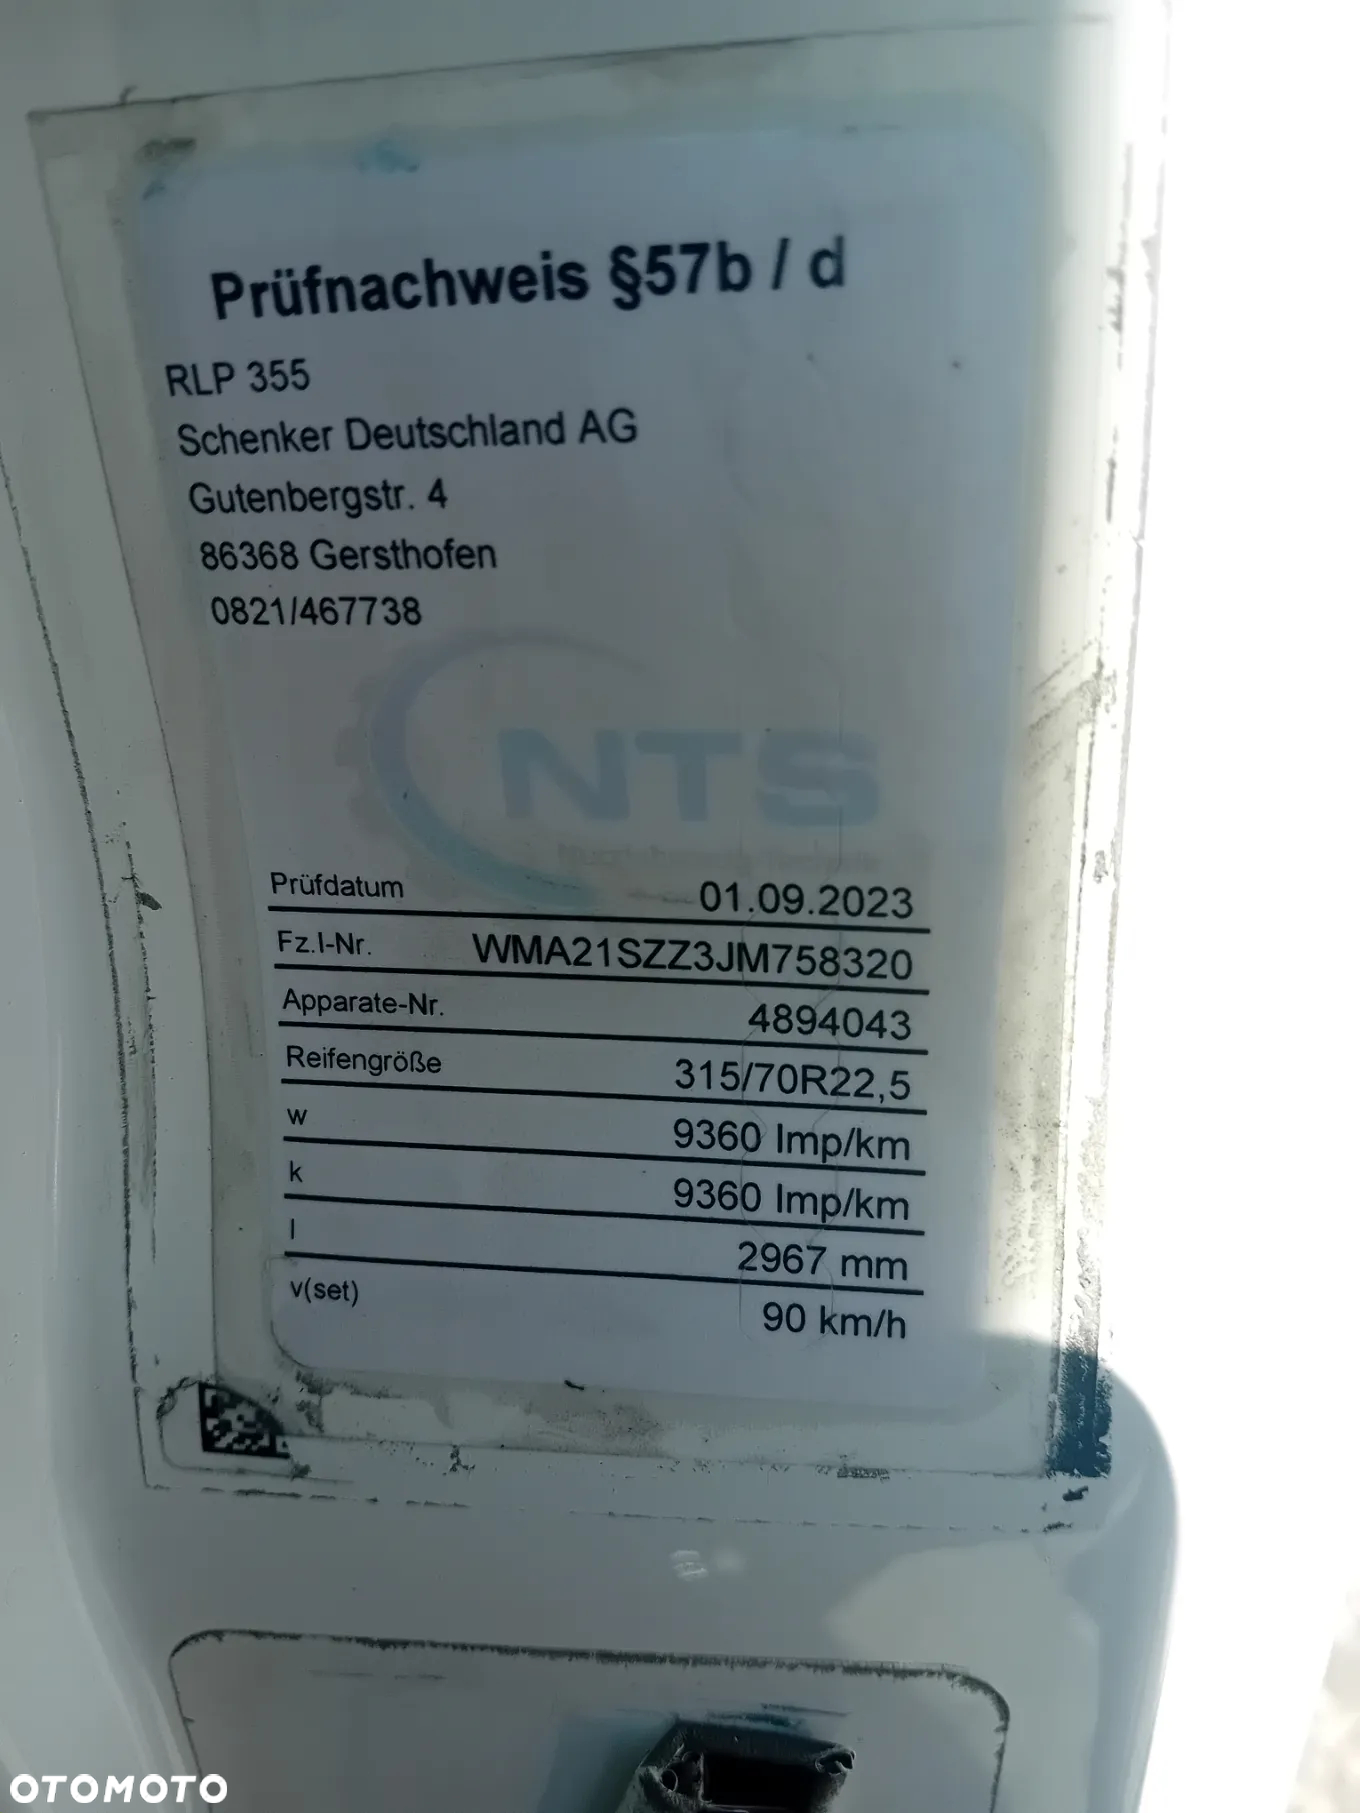 Prüfnachweis §57b / d
RLP 355
Schenker Deutschland AG
Gutenbergstr. 4
86368 Gersthofen
0821/467738
NTS
Prüfdatum 01.09.2023
Fz.I-Nr. WMA21SZZ3JM758320
Apparate-Nr. 4894043
Reifengröße 315/70R22,5
w 9360 Imp/km
k 9360 Imp/km
l 2967 mm
v(set) 90 km/h
OTOMOTO